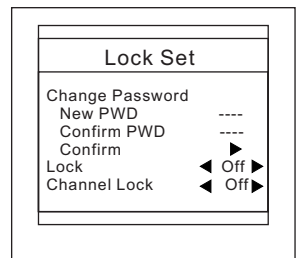 Lock Set
Change Password
New PWD ----
Confirm PWD ----
Confirm ▶
Lock ◀ Off ▶
Channel Lock ◀ Off ▶